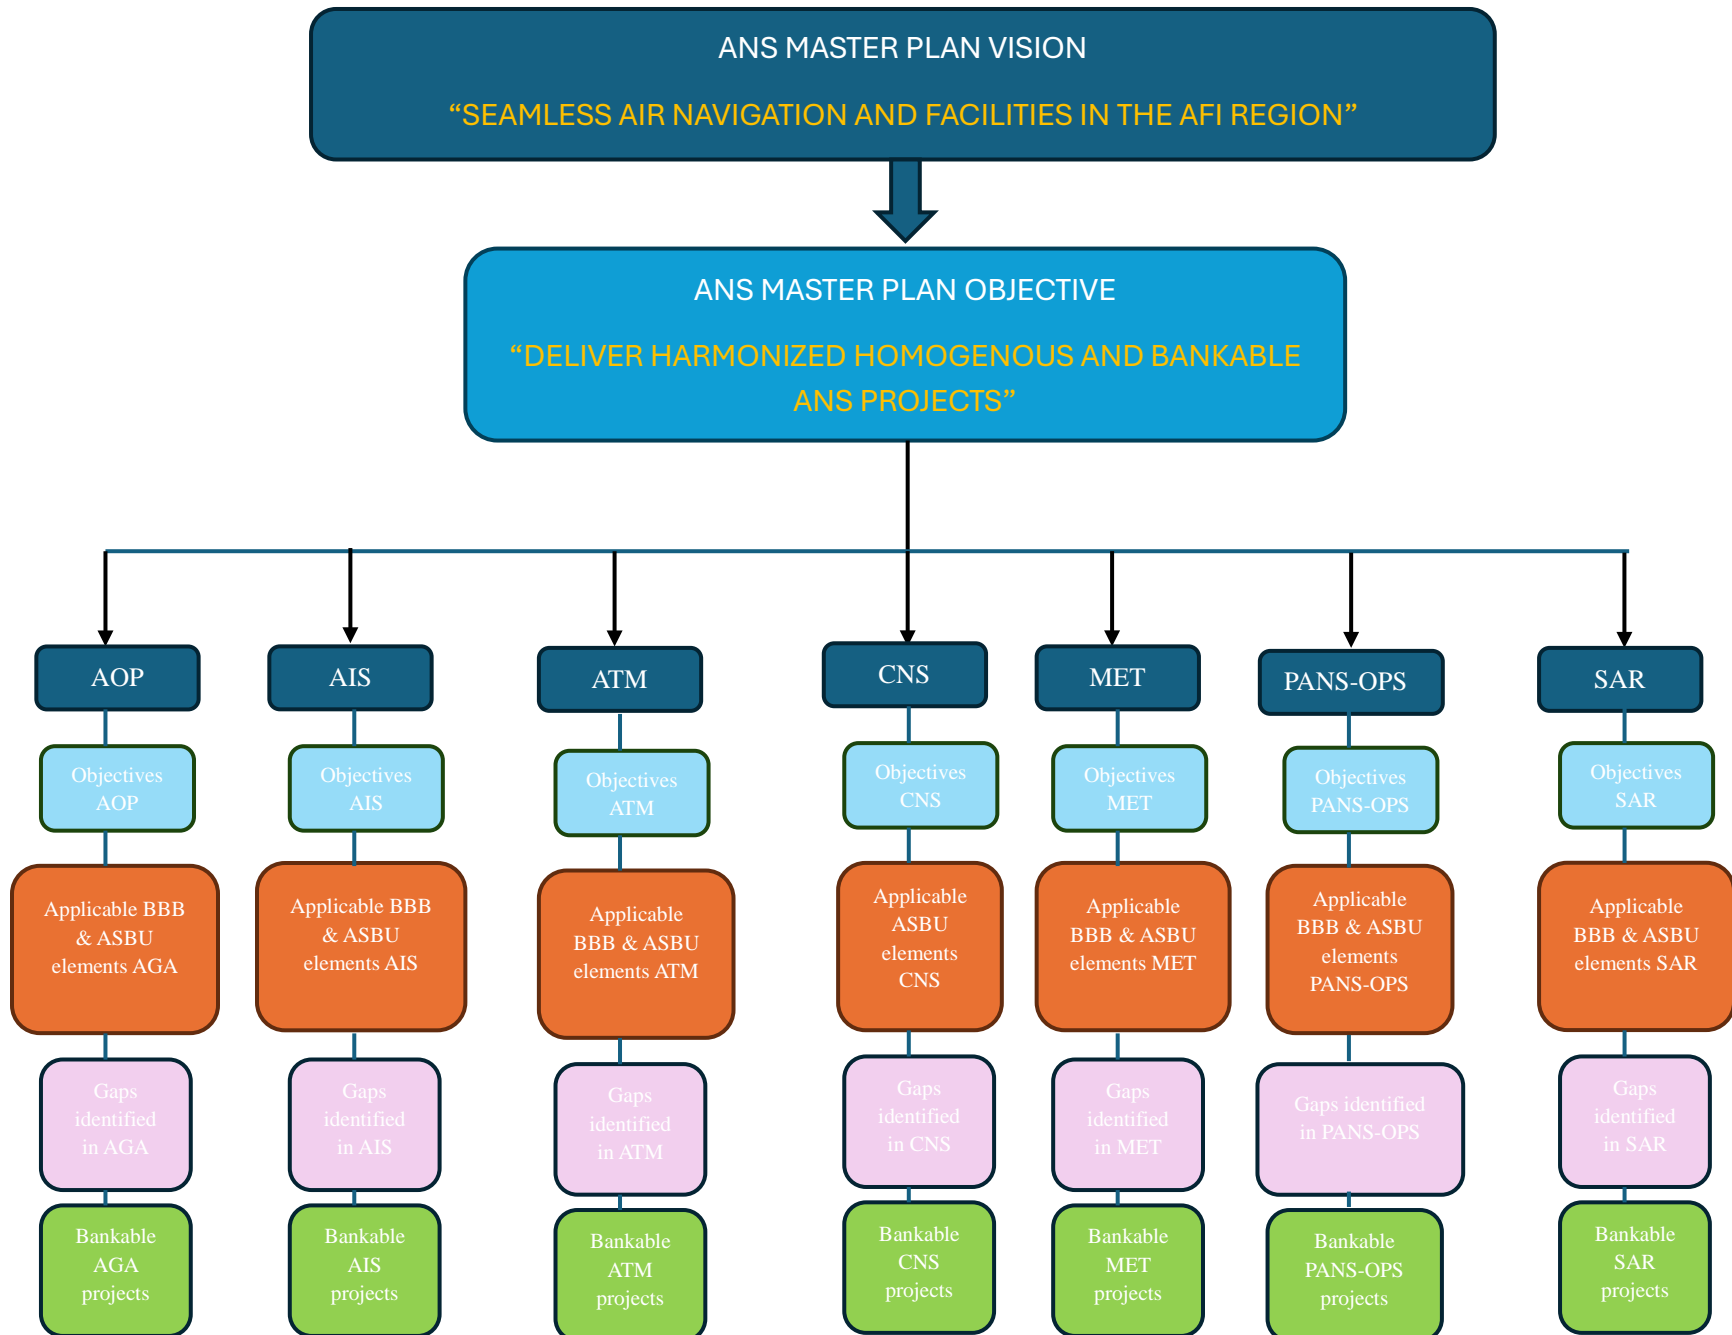 ANS MASTER PLAN VISION
“SEAMLESS AIR NAVIGATION AND FACILITIES IN THE AFI REGION”
ANS MASTER PLAN OBJECTIVE
“DELIVER HARMONIZED HOMOGENOUS AND BANKABLE
ANS PROJECTS”
AOP
AIS
ATM
CNS
MET
PANS-OPS
SAR
Objectives
AOP
Objectives
AIS
Objectives
ATM
Objectives
CNS
Objectives
MET
Objectives
PANS-OPS
Objectives
SAR
Applicable BBB
& ASBU
elements AGA
Applicable BBB
& ASBU
elements AIS
Applicable
BBB & ASBU
elements ATM
Applicable
ASBU
elements
CNS
Applicable
BBB & ASBU
elements MET
Applicable
BBB & ASBU
elements
PANS-OPS
Applicable
BBB & ASBU
elements SAR
Gaps
identified
in AGA
Gaps
identified
in AIS
Gaps
identified
in ATM
Gaps
identified
in CNS
Gaps
identified
in MET
Gaps identified
in PANS-OPS
Gaps
identified
in SAR
Bankable
AGA
projects
Bankable
AIS
projects
Bankable
ATM
projects
Bankable
CNS
projects
Bankable
MET
projects
Bankable
PANS-OPS
projects
Bankable
SAR
projects